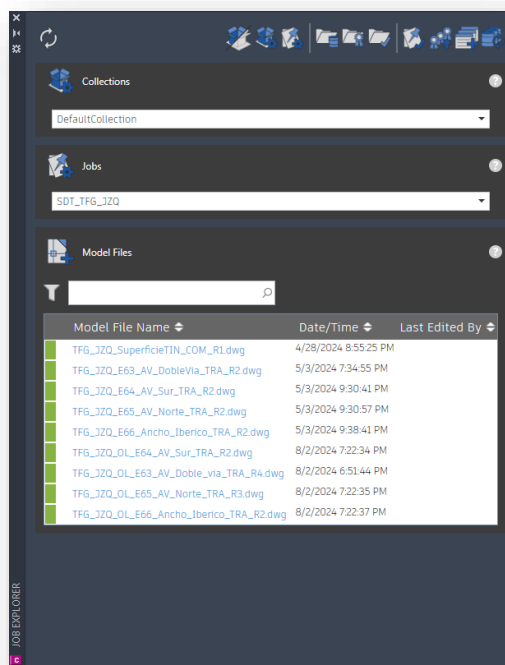 Collections
DefaultCollection
Jobs
SDT_TFG_JZQ
Model Files
Model File Name Date/Time Last Edited By
TFG_JZQ_SuperficieTIN_COM_R1.dwg 4/28/2024 8:55:25 PM
TFG_JZQ_E63_AV_DobleVia_TRA_R2.dwg 5/3/2024 7:34:55 PM
TFG_JZQ_E64_AV_Sur_TRA_R2.dwg 5/3/2024 9:30:41 PM
TFG_JZQ_E65_AV_Norte_TRA_R2.dwg 5/3/2024 9:30:57 PM
TFG_JZQ_E66_Ancho_Iberico_TRA_R2.dwg 5/3/2024 9:38:41 PM
TFG_JZQ_OL_E64_AV_Sur_TRA_R2.dwg 8/2/2024 7:22:34 PM
TFG_JZQ_OL_E63_AV_Doble_via_TRA_R4.dwg 8/2/2024 6:51:44 PM
TFG_JZQ_OL_E65_AV_Norte_TRA_R3.dwg 8/2/2024 7:22:35 PM
TFG_JZQ_OL_E66_Ancho_Iberico_TRA_R2.dwg 8/2/2024 7:22:37 PM
JOB EXPLORER
C